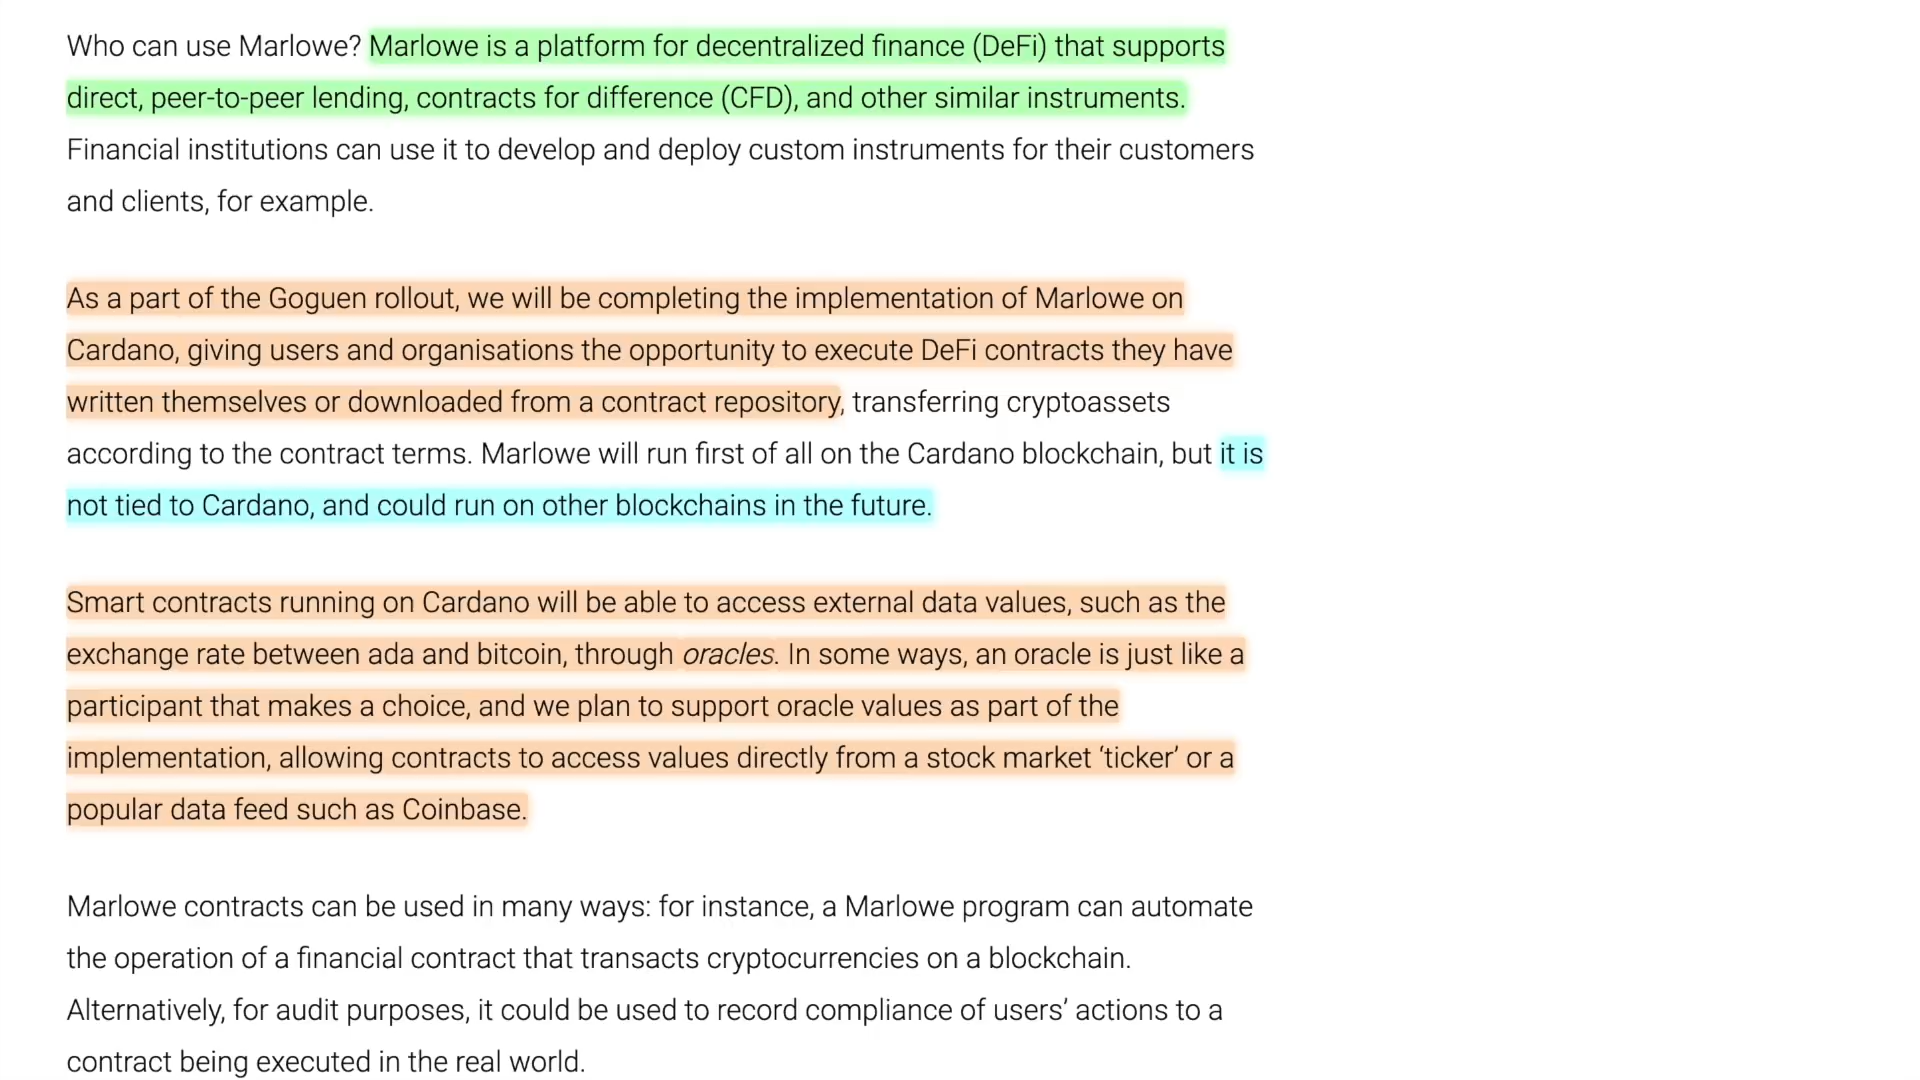 Who can use Marlowe? Marlowe is a platform for decentralized finance (DeFi) that supports
direct, peer-to-peer lending, contracts for difference (CFD), and other similar instruments.
Financial institutions can use it to develop and deploy custom instruments for their customers
and clients, for example.
As a part of the Goguen rollout, we will be completing the implementation of Marlowe on
Cardano, giving users and organisations the opportunity to execute DeFi contracts they have
written themselves or downloaded from a contract repository, transferring cryptoassets
according to the contract terms. Marlowe will run first of all on the Cardano blockchain, but it is
not tied to Cardano, and could run on other blockchains in the future.
Smart contracts running on Cardano will be able to access external data values, such as the
exchange rate between ada and bitcoin, through oracles. In some ways, an oracle is just like a
participant that makes a choice, and we plan to support oracle values as part of the
implementation, allowing contracts to access values directly from a stock market ‘ticker’ or a
popular data feed such as Coinbase.
Marlowe contracts can be used in many ways: for instance, a Marlowe program can automate
the operation of a financial contract that transacts cryptocurrencies on a blockchain.
Alternatively, for audit purposes, it could be used to record compliance of users’ actions to a
contract being executed in the real world.